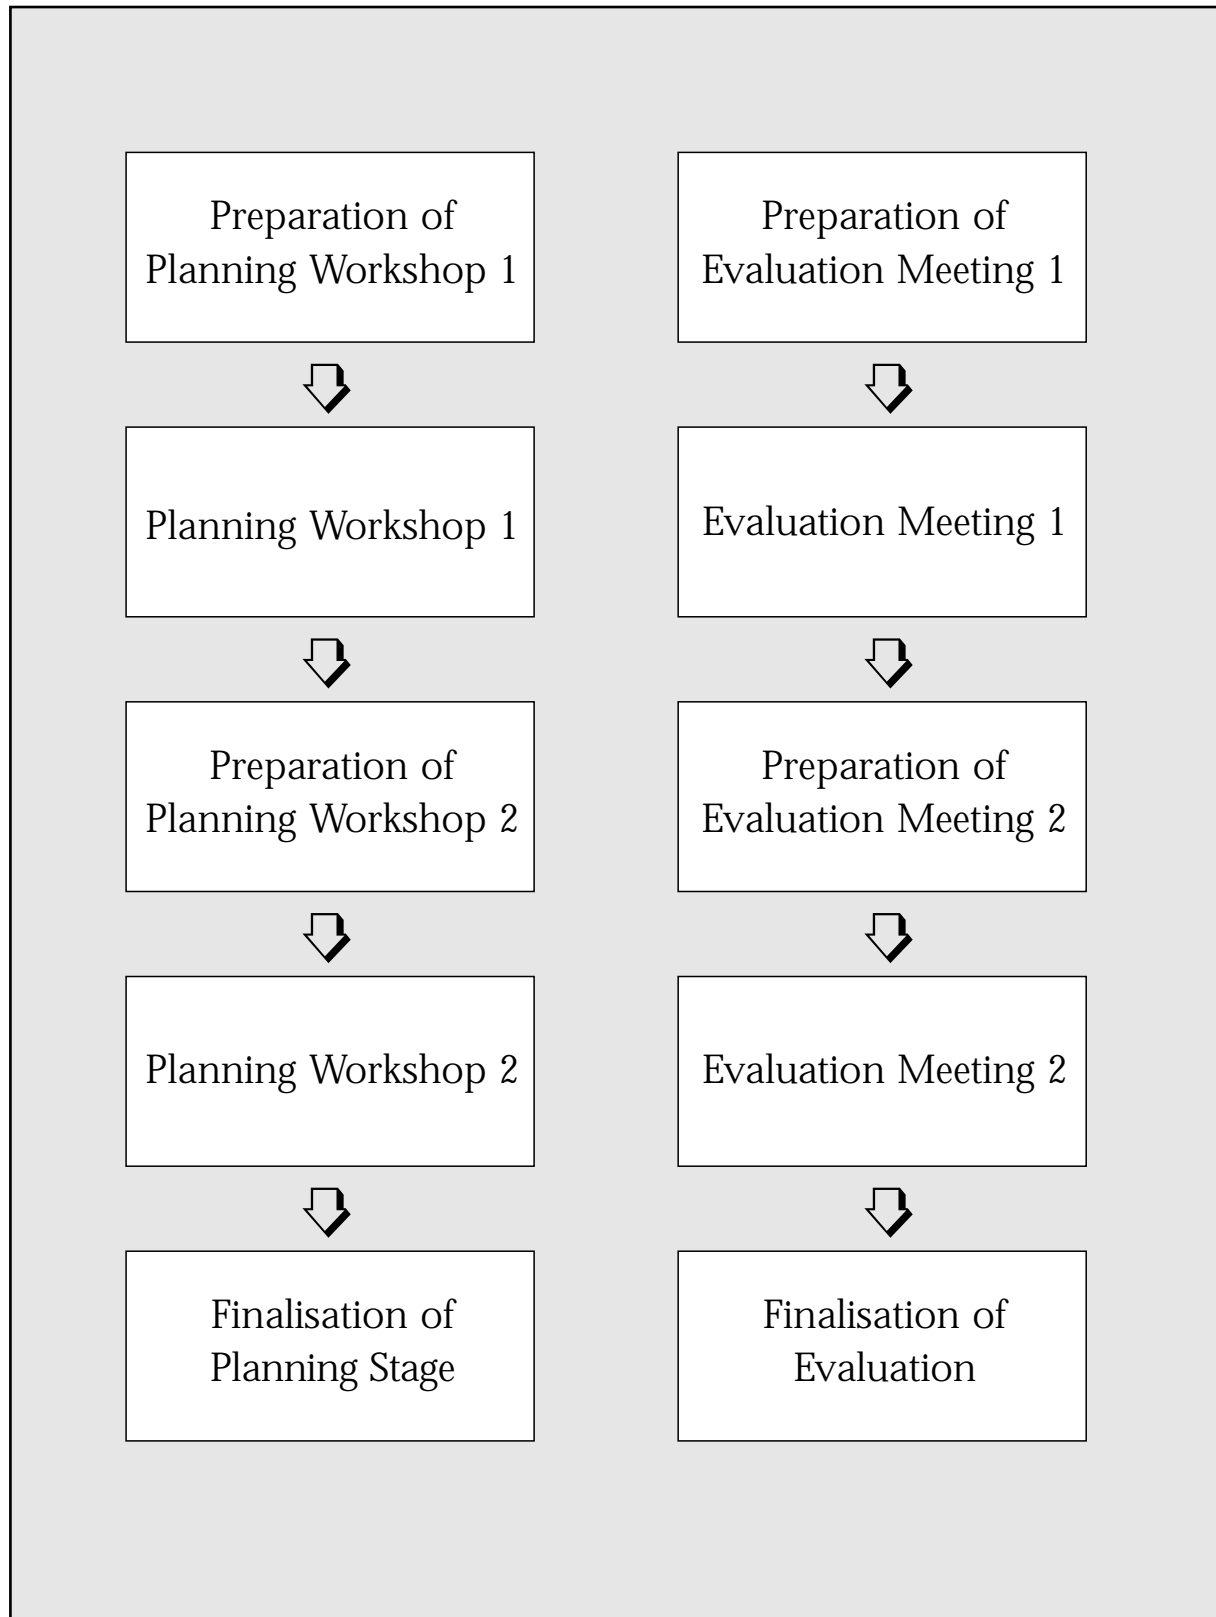 Preparation of
Planning Workshop 1
Planning Workshop 1
Preparation of
Planning Workshop 2
Planning Workshop 2
Finalisation of
Planning Stage
Preparation of
Evaluation Meeting 1
Evaluation Meeting 1
Preparation of
Evaluation Meeting 2
Evaluation Meeting 2
Finalisation of
Evaluation